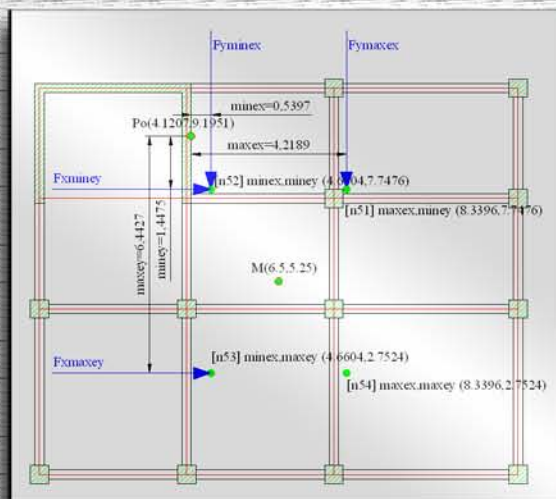 Fyminex
Fymaxex
minex=0,5397
Po(4.1207,9.1951)
maxex=4,2189
Fxminey
[n52] minex,miney (4.6604,7.7476)
[n51] maxex,miney (8.3396,7.7476)
maxey=6,4427
miney=1,4475
M(6.5,5.25)
[n53] minex,maxey (4.6604,2.7524)
Fxmaxey
[n54] maxex,maxey (8.3396,2.7524)